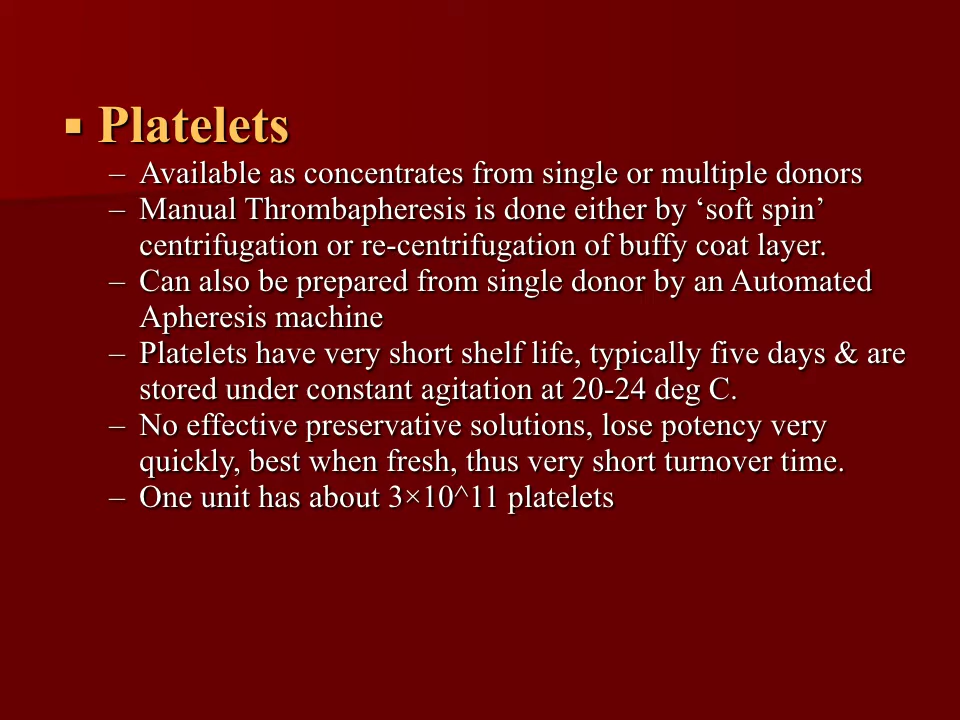 ▪ Platelets
– Available as concentrates from single or multiple donors
– Manual Thrombapheresis is done either by ‘soft spin’
centrifugation or re-centrifugation of buffy coat layer.
– Can also be prepared from single donor by an Automated
Apheresis machine
– Platelets have very short shelf life, typically five days & are
stored under constant agitation at 20-24 deg C.
– No effective preservative solutions, lose potency very
quickly, best when fresh, thus very short turnover time.
– One unit has about 3×10^11 platelets